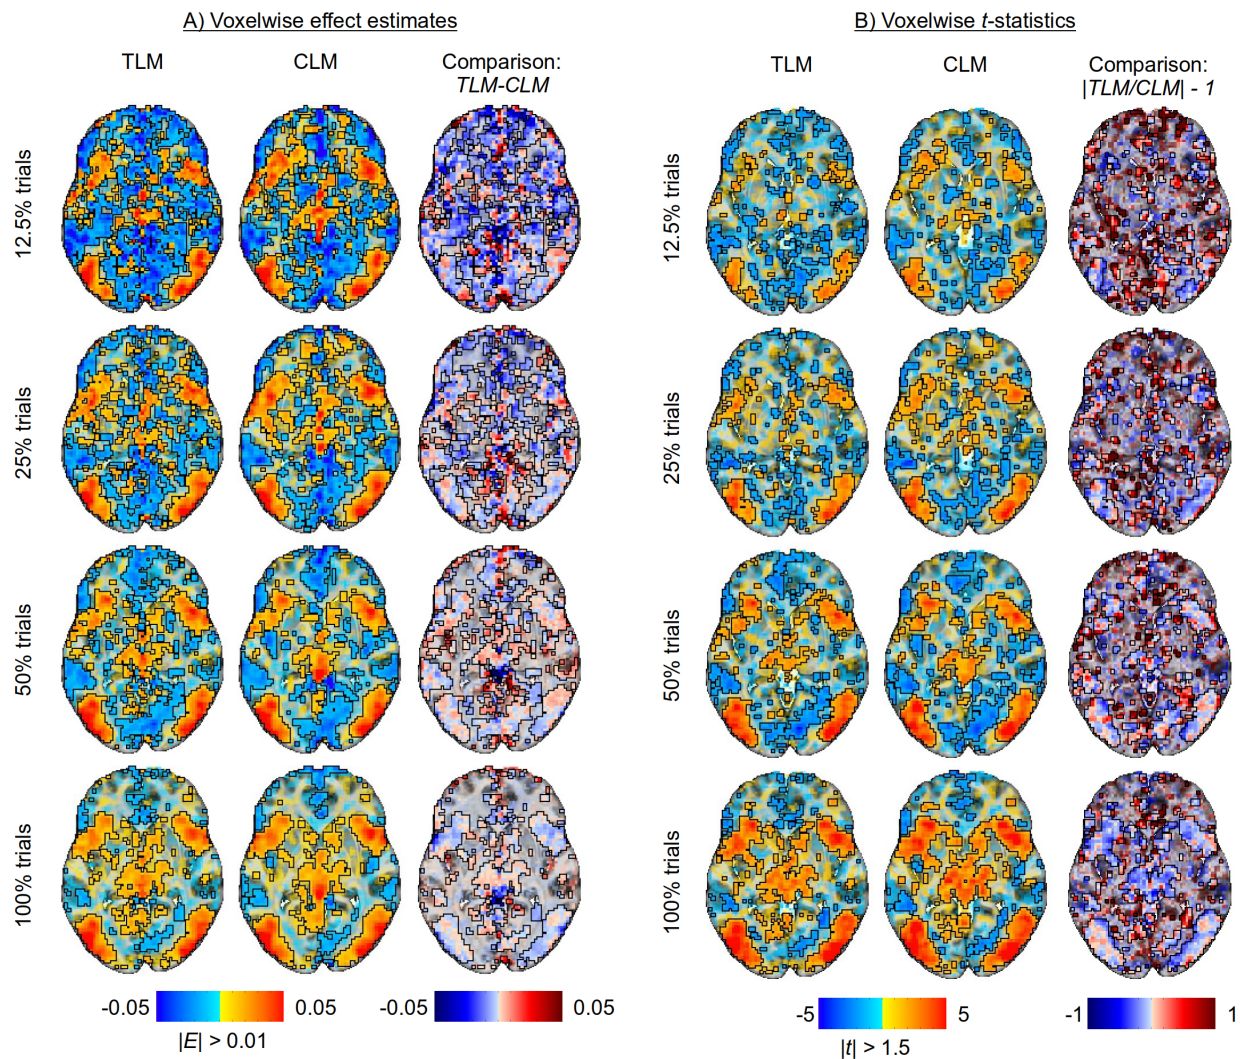 A) Voxelwise effect estimates
TLM
CLM
Comparison:
TLM-CLM
12.5% trials
25% trials
50% trials
100% trials
-0.05
0.05
|E| > 0.01
-0.05
0.05
B) Voxelwise t-statistics
TLM
CLM
Comparison:
|TLM/CLM| - 1
12.5% trials
25% trials
50% trials
100% trials
-5
5
|t| > 1.5
-1
1